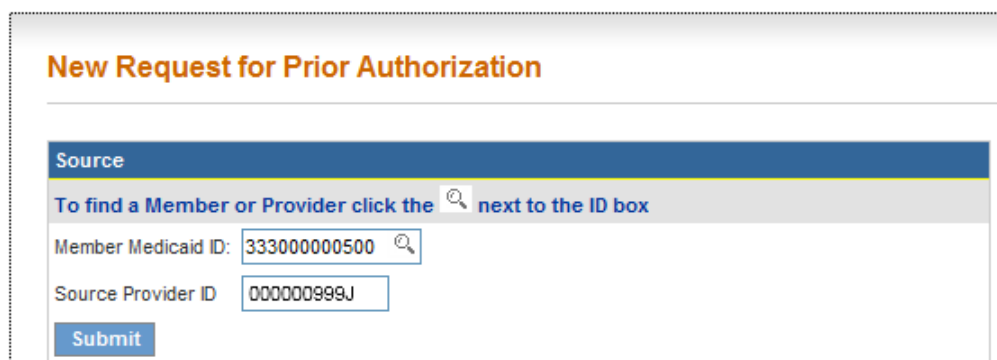 New Request for Prior Authorization
Source
To find a Member or Provider click the next to the ID box
Member Medicaid ID: 333000000500
Source Provider ID 000000999J
Submit